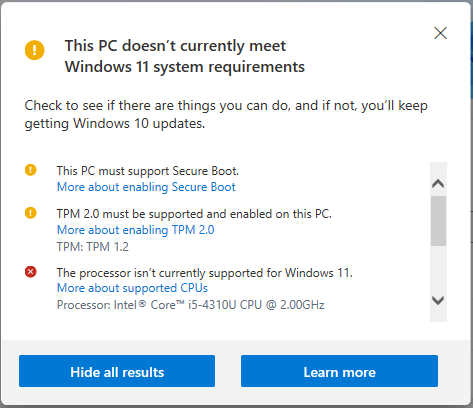 This PC doesn't currently meet
Windows 11 system requirements
Check to see if there are things you can do, and if not, you'll keep
getting Windows 10 updates.
This PC must support Secure Boot.
More about enabling Secure Boot
TPM 2.0 must be supported and enabled on this PC.
More about enabling TPM 2.0
TPM: TPM 1.2
The processor isn't currently supported for Windows 11.
More about supported CPUs
Processor: Intel® Core™ i5-4310U CPU @ 2.00GHz
Hide all results
Learn more